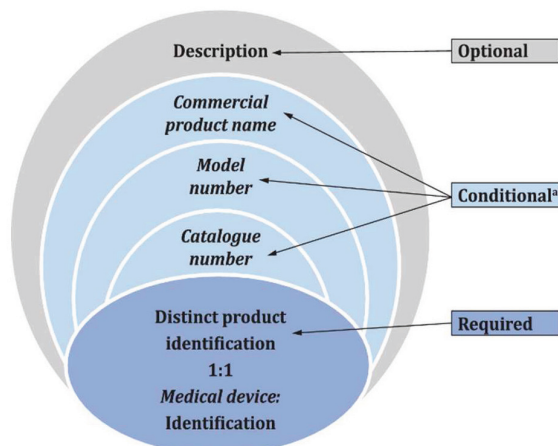 Description
Optional
Commercial
product name
Model
number
Conditionalᵃ
Catalogue
number
Distinct product
identification
1:1
Medical device:
Identification
Required